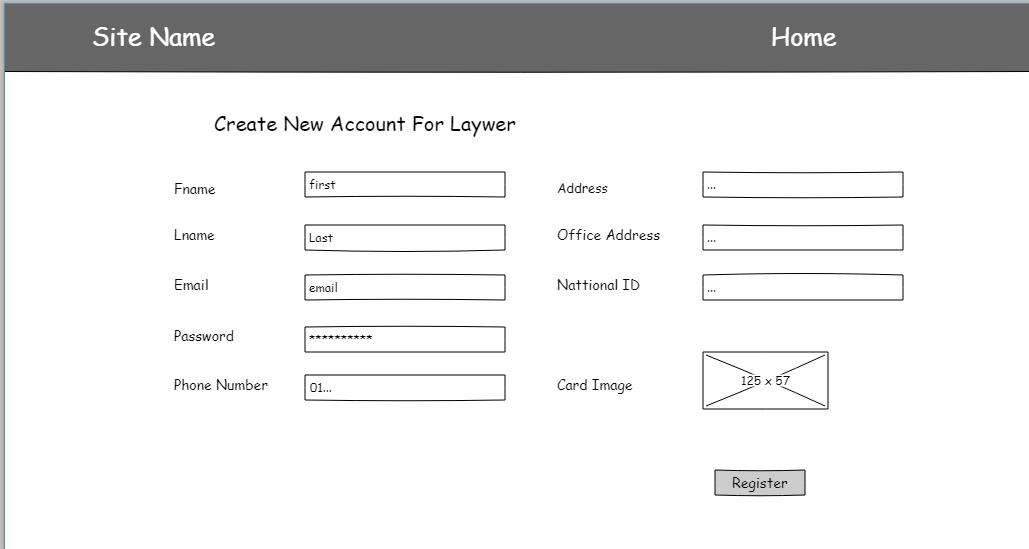 Site Name Home
Create New Account For Laywer
Fname first Address ...
Lname Last Office Address ...
Email email Nattional ID ...
Password **********
Phone Number 01... Card Image 125 x 57
Register